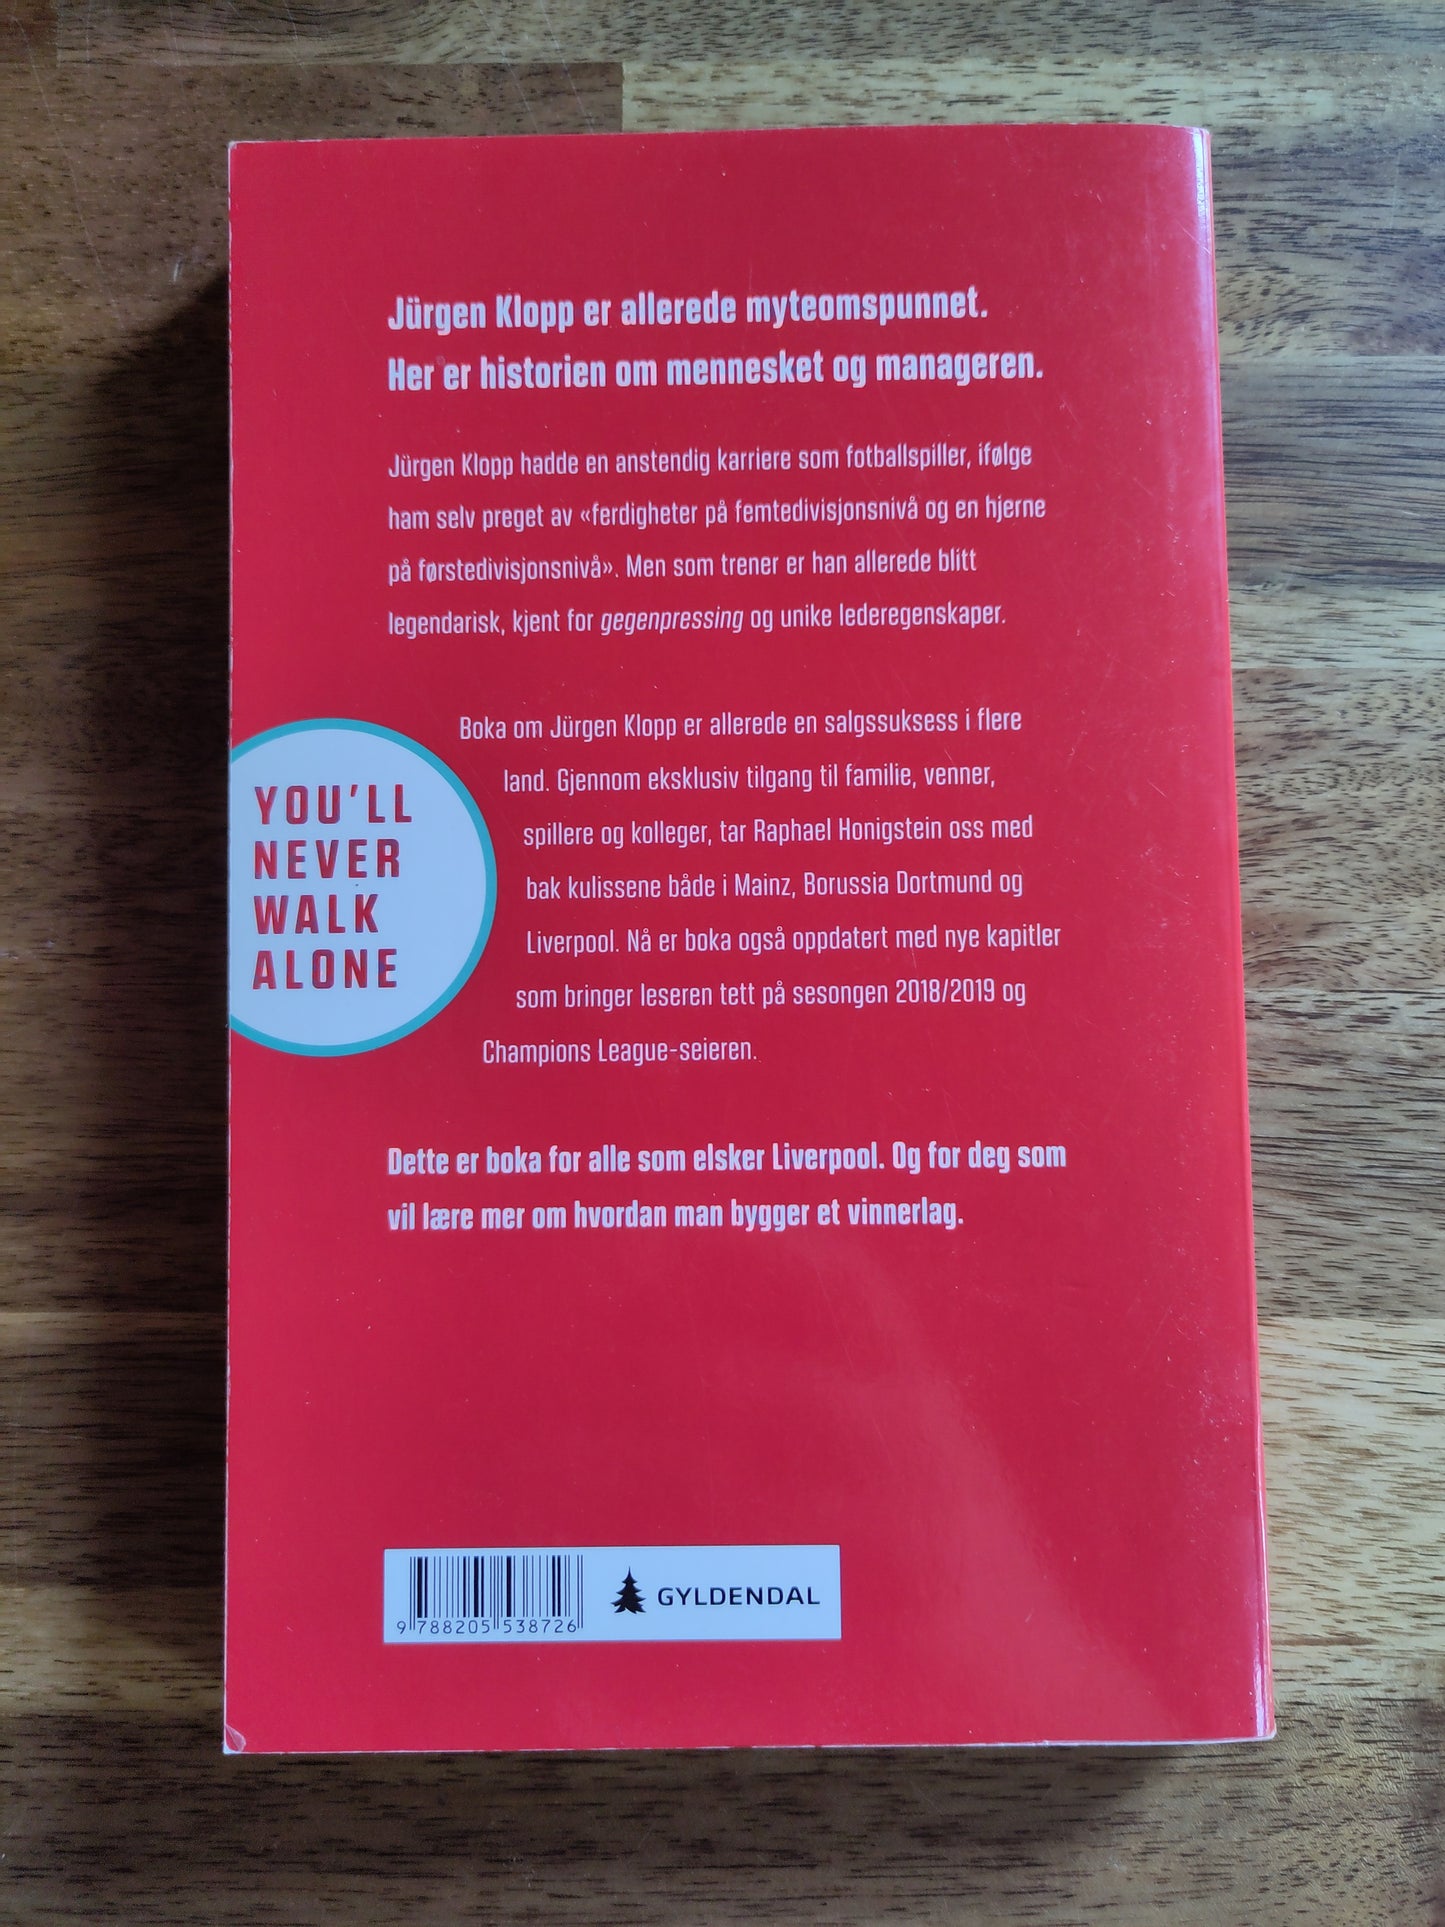 Jürgen Klopp er allerede myteomspunnet.
Her er historien om mennesket og manageren.
Jürgen Klopp hadde en anstendig karriere som fotballspiller, ifølge
ham selv preget av «ferdigheter på femtedivisjonsnivå og en hjerne
på førstedivisjonsnivå». Men som trener er han allerede blitt
legendarisk, kjent for gegenpressing og unike lederegenskaper.
Boka om Jürgen Klopp er allerede en salgssuksess i flere
land. Gjennom eksklusiv tilgang til familie, venner,
spillere og kolleger, tar Raphael Honigstein oss med
bak kulissene både i Mainz, Borussia Dortmund og
Liverpool. Nå er boka også oppdatert med nye kapitler
som bringer leseren tett på sesongen 2018/2019 og
Champions League-seieren.
YOU'LL
NEVER
WALK
ALONE
Dette er boka for alle som elsker Liverpool. Og for deg som
vil lære mer om hvordan man bygger et vinnerlag.
9 788205 538726
GYLDENDAL